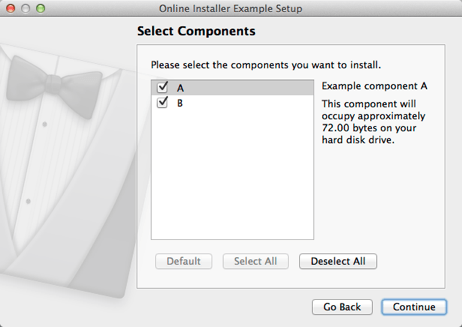 Online Installer Example Setup
Select Components
Please select the components you want to install.
A
B
Example component A
This component will
occupy approximately
72.00 bytes on your
hard disk drive.
Default
Select All
Deselect All
Go Back
Continue